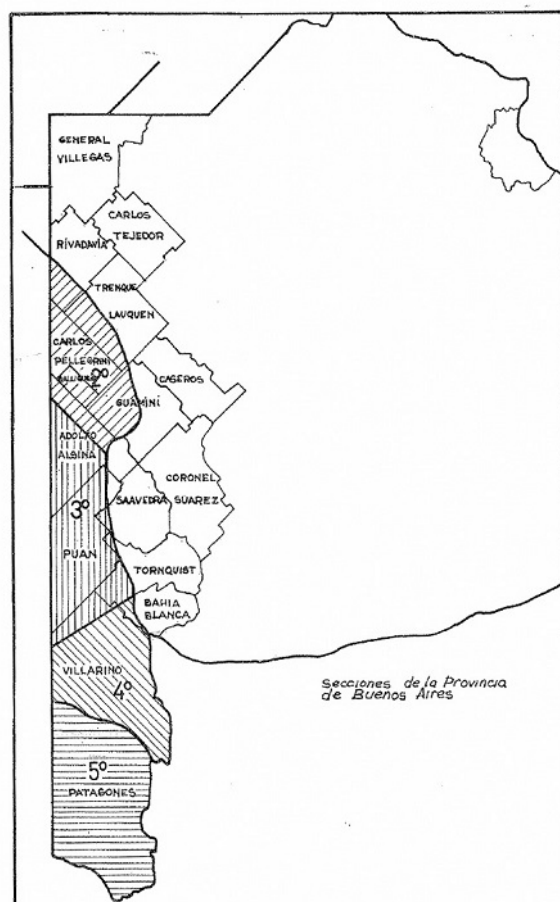 GENERAL
VILLEGAS
CARLOS
TEJEDOR
RIVADAVIA
TRENQUE
LAUQUEN
CARLOS
PELLEGRINI
2º
CASEROS
GUAMINÍ
ADOLFO
ALSINA
CORONEL
SUAREZ
SAAVEDRA
3º
PUAN
TORNQUIST
BAHIA
BLANCA
VILLARINO
4º
Secciones de la Provincia
de Buenos Aires
5º
PATAGONES